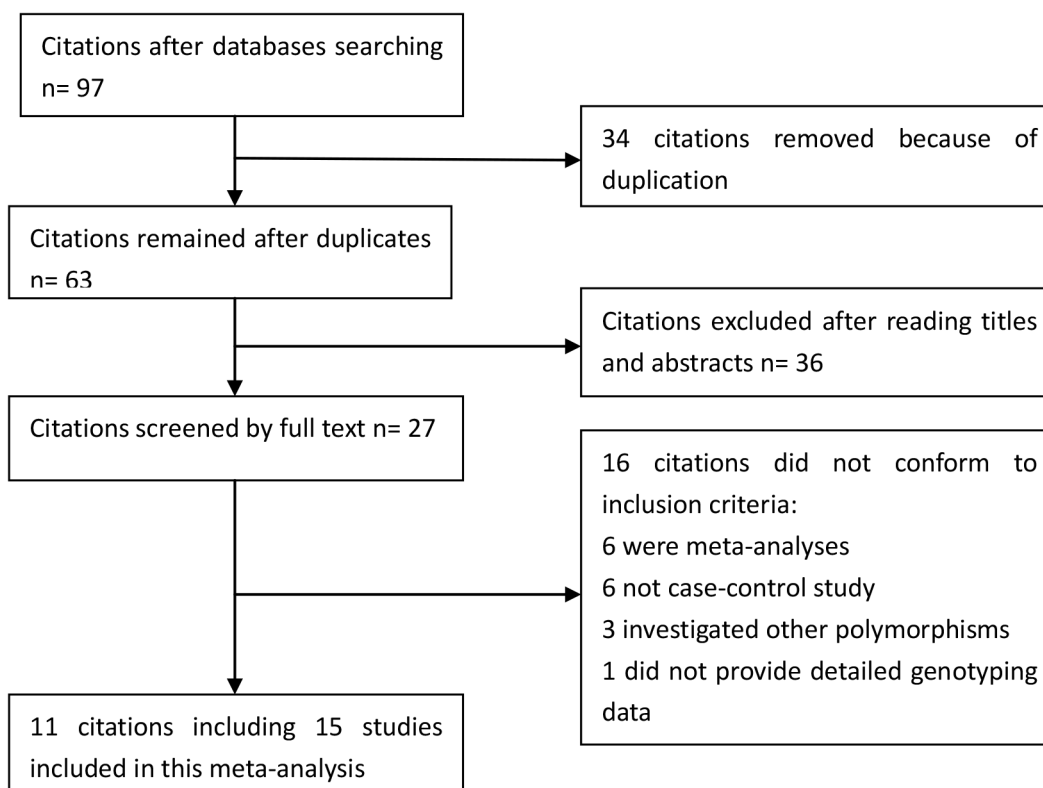 Citations after databases searching
n= 97
34 citations removed because of
duplication
Citations remained after duplicates
n= 63
Citations excluded after reading titles
and abstracts n= 36
Citations screened by full text n= 27
16 citations did not conform to
inclusion criteria:
6 were meta-analyses
6 not case-control study
3 investigated other polymorphisms
1 did not provide detailed genotyping
data
11 citations including 15 studies
included in this meta-analysis